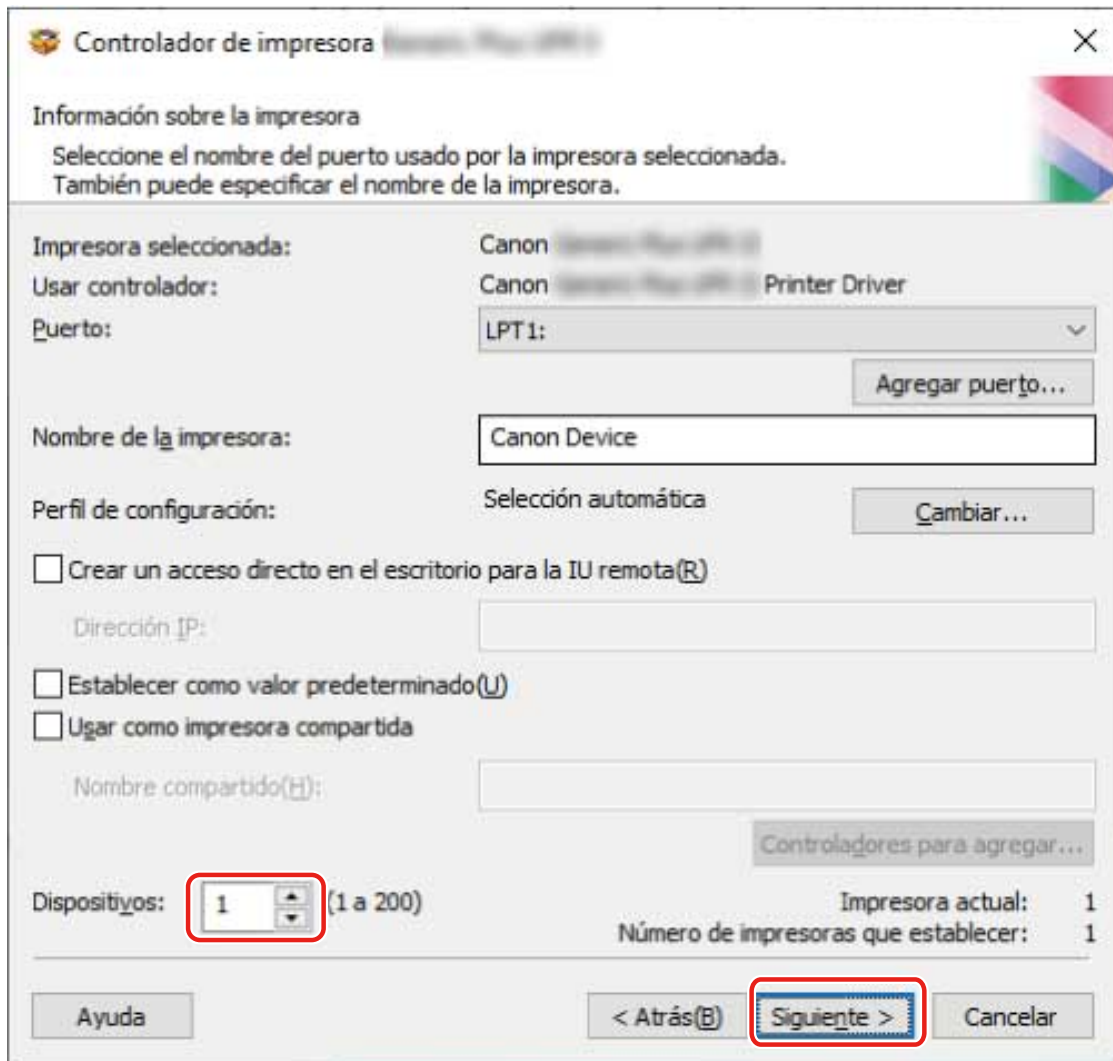 Controlador de impresora
Información sobre la impresora
Seleccione el nombre del puerto usado por la impresora seleccionada.
También puede especificar el nombre de la impresora.
Impresora seleccionada: Canon
Usar controlador: Canon Printer Driver
Puerto: LPT1:
Agregar puerto...
Nombre de la impresora: Canon Device
Perfil de configuración: Selección automática Cambiar...
Crear un acceso directo en el escritorio para la IU remota(R)
Dirección IP:
Establecer como valor predeterminado(U)
Usar como impresora compartida
Nombre compartido(H):
Controladores para agregar...
Dispositivos: 1 (1 a 200) Impresora actual: 1
Número de impresoras que establecer: 1
Ayuda < Atrás(B) Siguiente > Cancelar